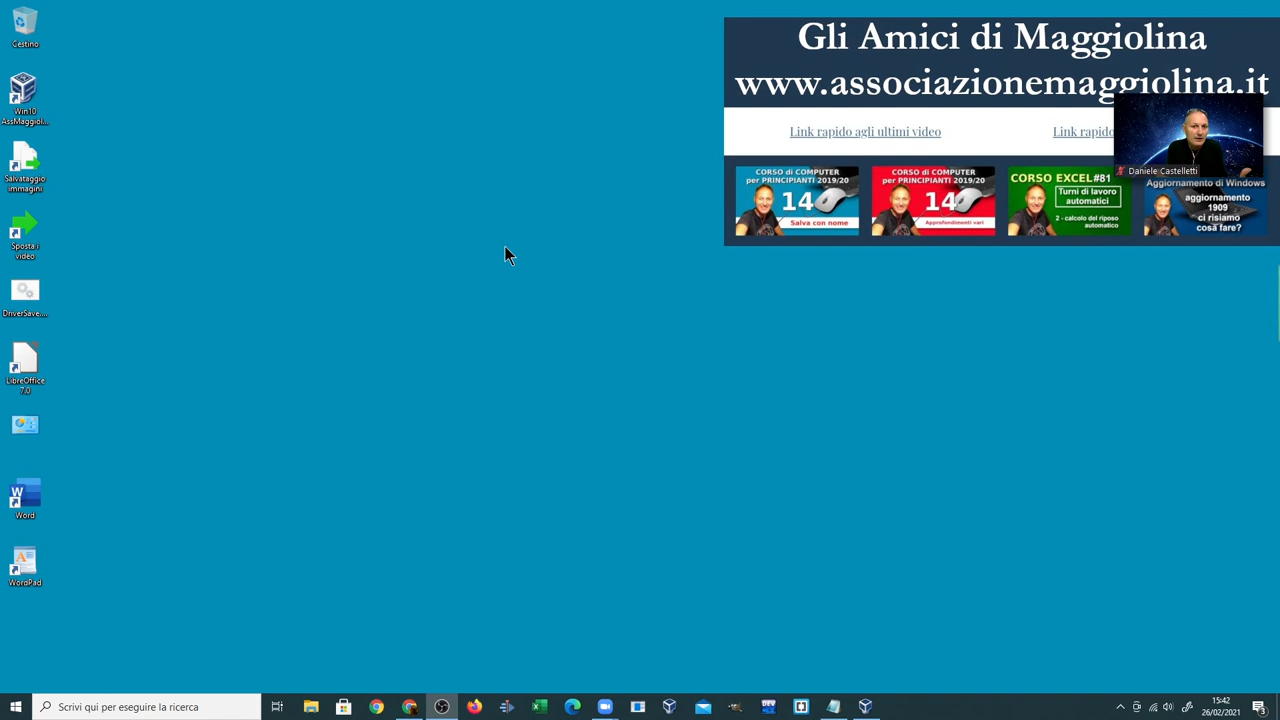 Cestino
Win10
AssMaggiol...
Salvataggio
immagini
Sposta i
video
DriverSave....
LibreOffice
7.0
Word
WordPad
Gli Amici di Maggiolina
www.associazionemaggiolina.it
Link rapido agli ultimi video
Link rapido
Daniele Castelletti
CORSO di COMPUTER
per PRINCIPIANTI 2019/20
14
Salva con nome
CORSO di COMPUTER
per PRINCIPIANTI 2019/20
14
Approfondimenti vari
CORSO EXCEL#81
Turni di lavoro
automatici
2 - calcolo del riposo
automatico
Aggiornamento di Windows
aggiornamento
1909
ci risiamo
cosa fare?
Scrivi qui per eseguire la ricerca
DEV
15:42
26/02/2021